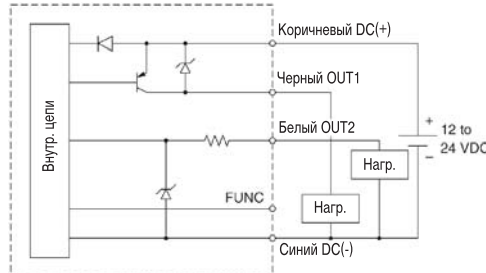 Коричневый DC(+)
Черный OUT1
Белый OUT2
Внутр. цепи
+
12 to
24 VDC
−
Нагр.
FUNC
Нагр.
Синий DC(-)